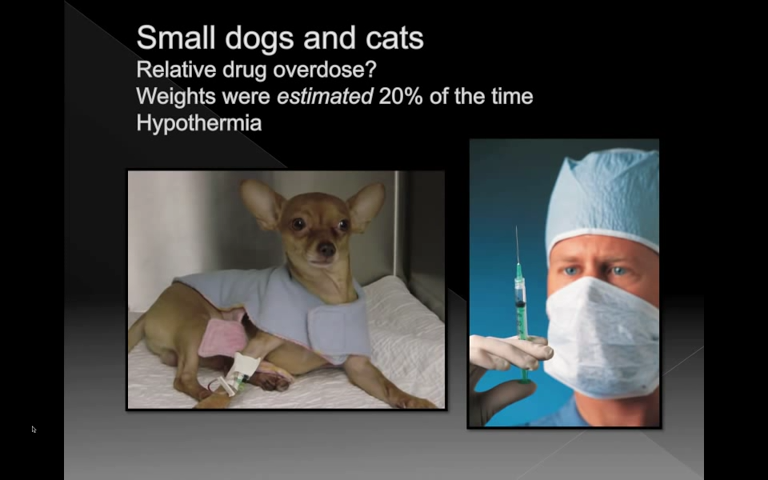 Small dogs and cats
Relative drug overdose?
Weights were estimated 20% of the time
Hypothermia